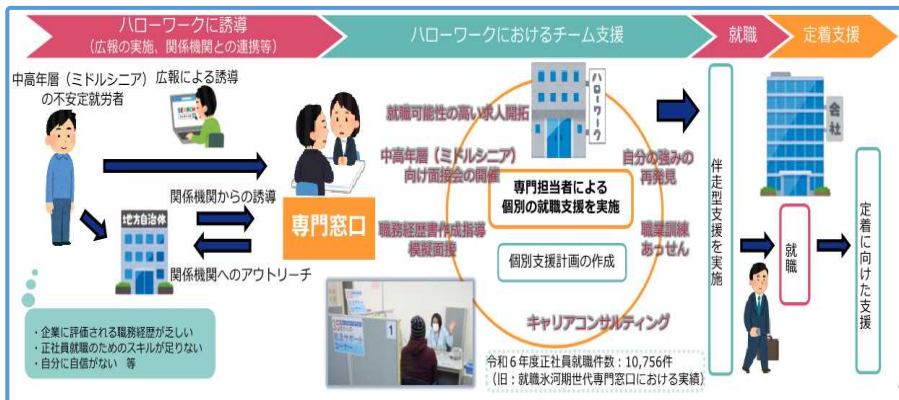 ハローワークに誘導
（広報の実施、関係機関との連携等）
ハローワークにおけるチーム支援
就職
定着支援
中高年層（ミドルシニア）
の不安定就労者
広報による誘導
SEARCH
関係機関からの誘導
地方自治体
関係機関へのアウトリーチ
・企業に評価される職務経歴が乏しい
・正社員就職のためのスキルが足りない
・自分に自信がない 等
専門窓口
ハローワーク
就職可能性の高い求人開拓
中高年層（ミドルシニア）
向け面接会の開催
職務経歴書作成指導
模擬面接
専門担当者による
個別の就職支援を実施
個別支援計画の作成
自分の強みの
再発見
職業訓練
あっせん
キャリアコンサルティング
1
令和６年度正社員就職件数：10,756件
（旧：就職氷河期世代専門窓口における実績）
伴走型支援を実施
就職
会社
定着に向けた支援